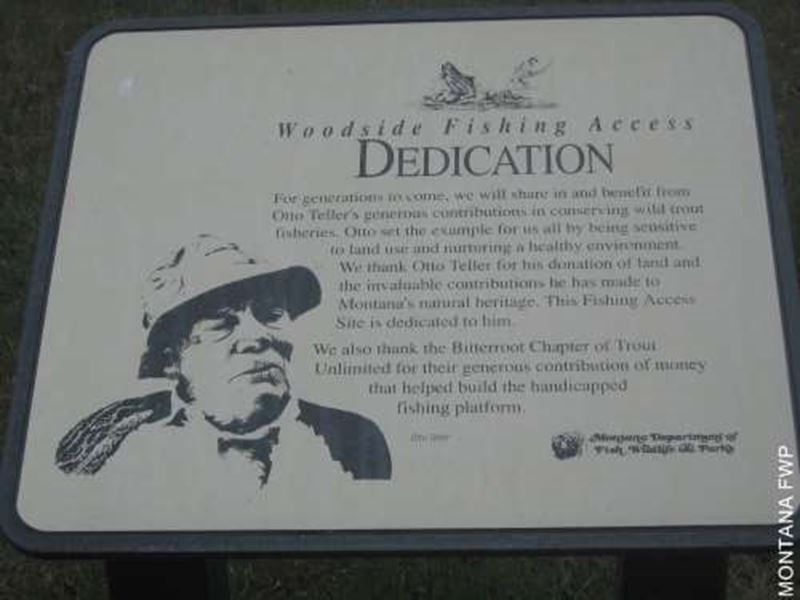 Woodside Fishing Access
DEDICATION
For generations to come, we will share in and benefit from
Otto Teller's generous contributions in conserving wild trout
fisheries. Otto set the example for us all by being sensitive
to land use and nurturing a healthy environment.
We thank Otto Teller for his donation of land and
the invaluable contributions he has made to
Montana's natural heritage. This Fishing Access
Site is dedicated to him.
We also thank the Bitterroot Chapter of Trout
Unlimited for their generous contribution of money
that helped build the handicapped
fishing platform.
Otto Teller
Montana Department of
Fish, Wildlife & Parks
MONTANA FWP